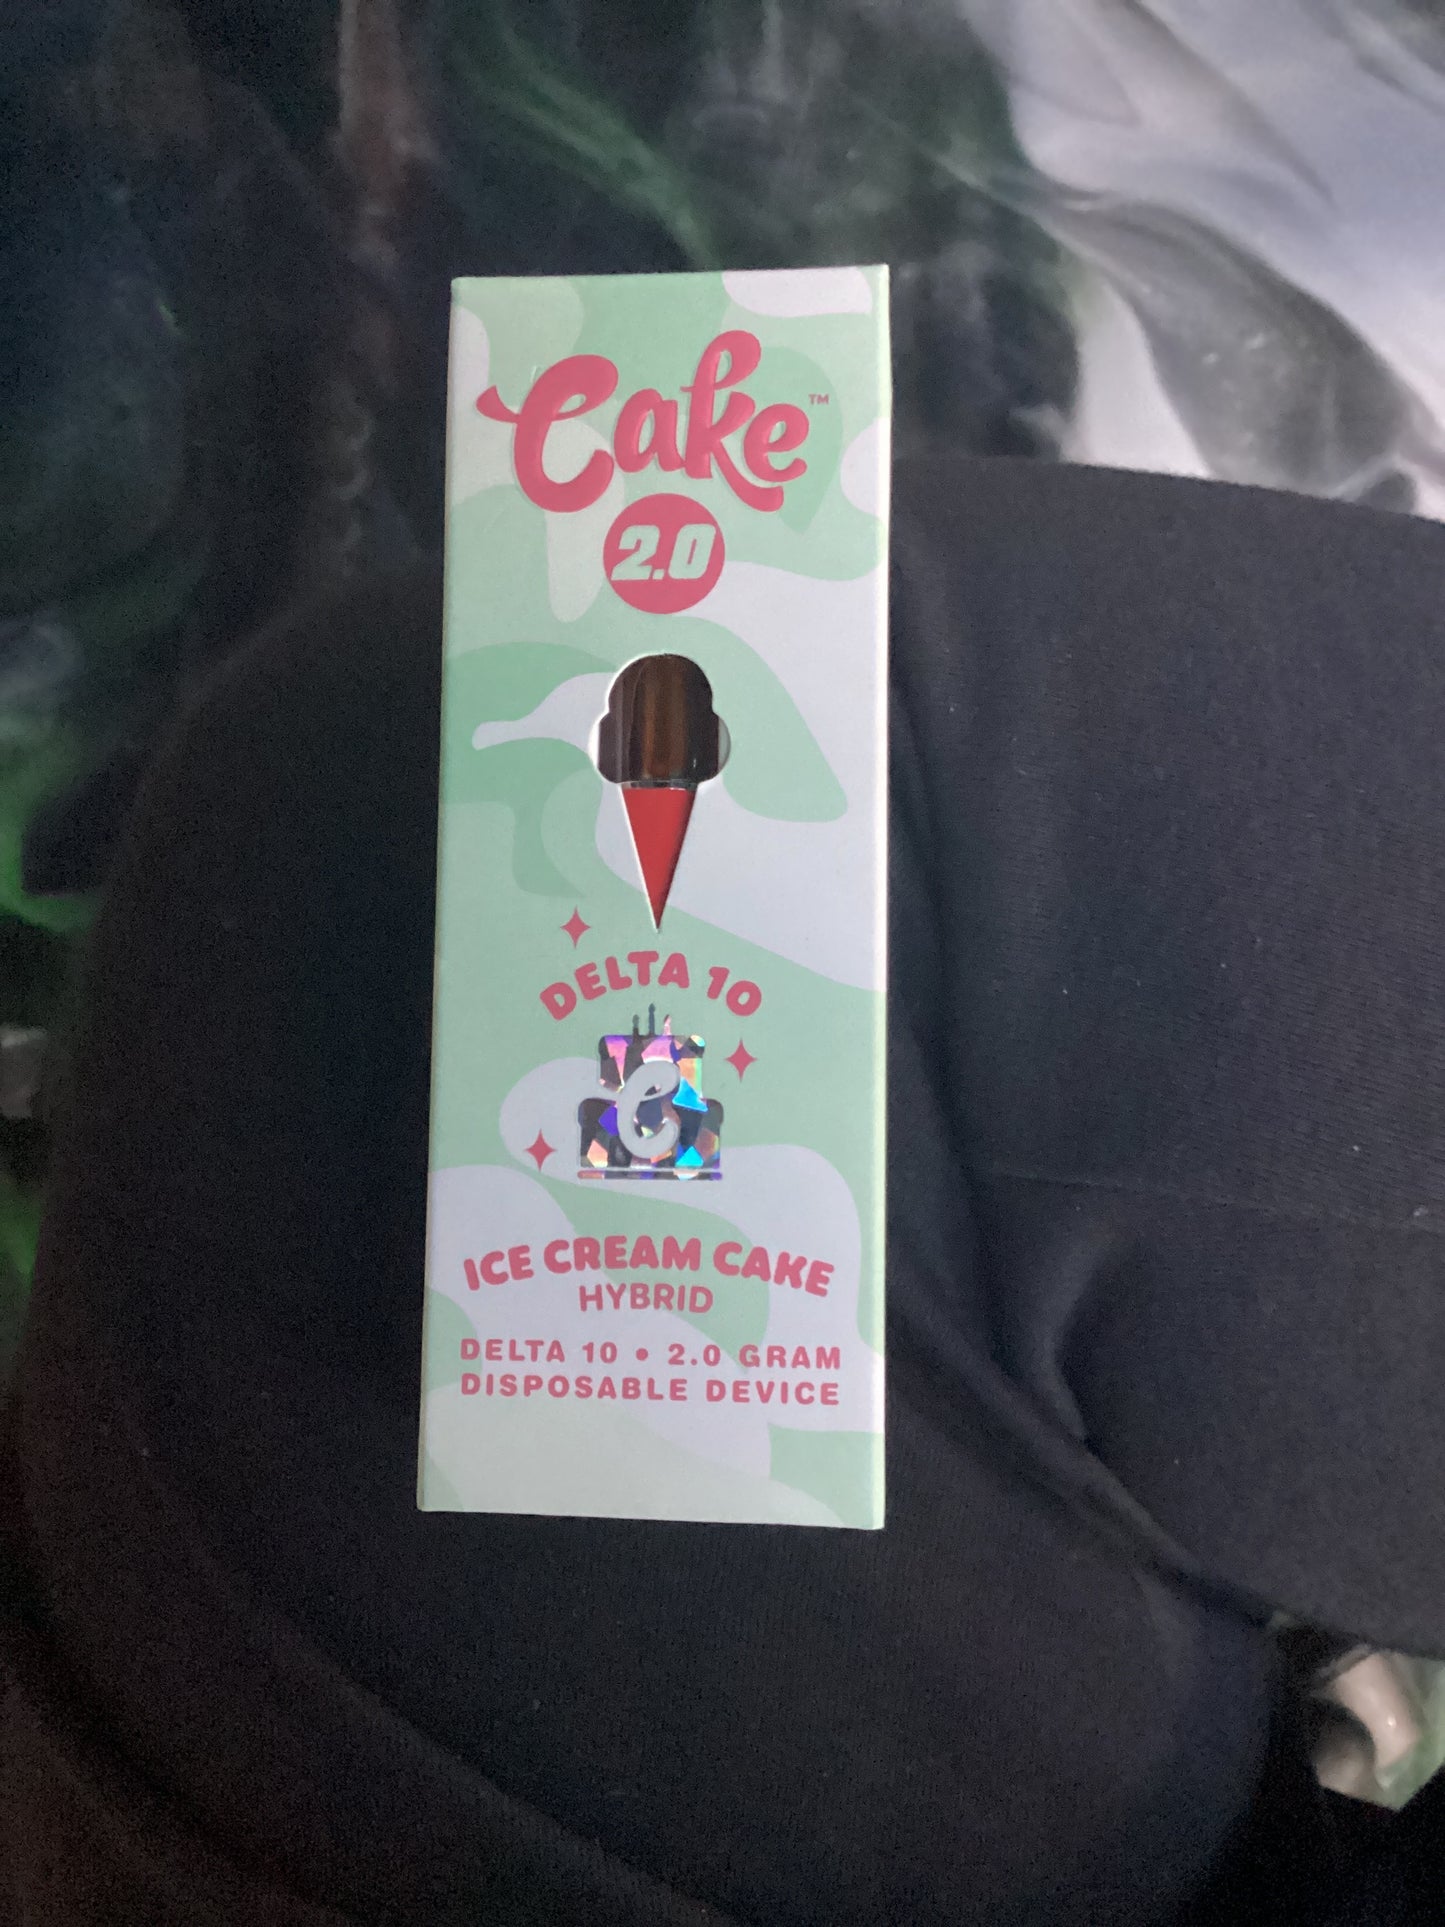 Cake™
2.0
DELTA 10
C
ICE CREAM CAKE
HYBRID
DELTA 10 • 2.0 GRAM
DISPOSABLE DEVICE